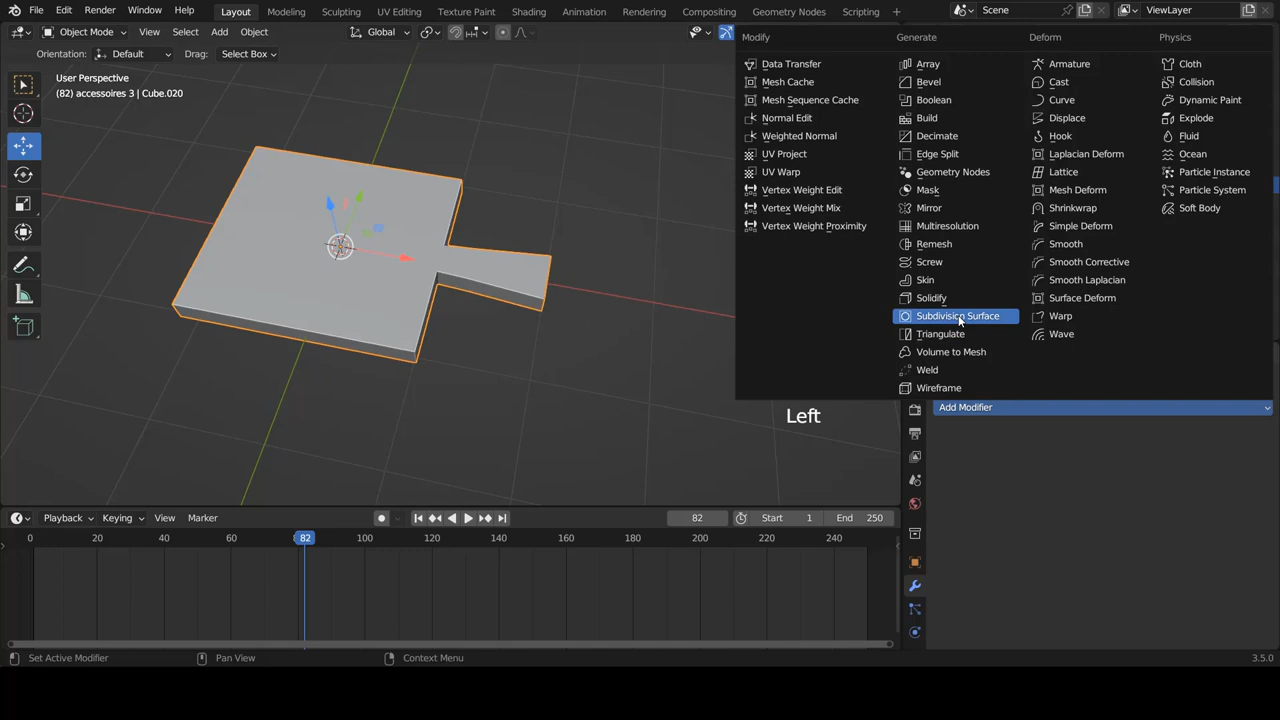 File Edit Render Window Help Layout Modeling Sculpting UV Editing Texture Paint Shading Animation Rendering Compositing Geometry Nodes Scripting Scene ViewLayer
Object Mode View Select Add Object Global
Orientation: Default Drag: Select Box
User Perspective
(82) accessoires 3 | Cube.020
Modify
Data Transfer
Mesh Cache
Mesh Sequence Cache
Normal Edit
Weighted Normal
UV Project
UV Warp
Vertex Weight Edit
Vertex Weight Mix
Vertex Weight Proximity
Generate
Array
Bevel
Boolean
Build
Decimate
Edge Split
Geometry Nodes
Mask
Mirror
Multiresolution
Remesh
Screw
Skin
Solidify
Subdivision Surface
Triangulate
Volume to Mesh
Weld
Wireframe
Deform
Armature
Cast
Curve
Displace
Hook
Laplacian Deform
Lattice
Mesh Deform
Shrinkwrap
Simple Deform
Smooth
Smooth Corrective
Smooth Laplacian
Surface Deform
Warp
Wave
Physics
Cloth
Collision
Dynamic Paint
Explode
Fluid
Ocean
Particle Instance
Particle System
Soft Body
Add Modifier
Left
Playback Keying View Marker 82 Start 1 End 250
0 20 40 60 82 100 120 140 160 180 200 220 240
Set Active Modifier Pan View Context Menu 3.5.0